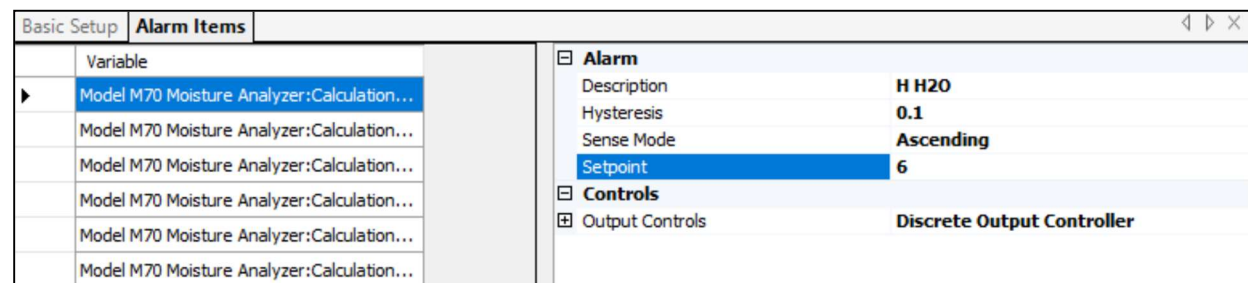 Basic Setup Alarm Items
Variable
Model M70 Moisture Analyzer:Calculation...
Model M70 Moisture Analyzer:Calculation...
Model M70 Moisture Analyzer:Calculation...
Model M70 Moisture Analyzer:Calculation...
Model M70 Moisture Analyzer:Calculation...
Model M70 Moisture Analyzer:Calculation...
Alarm
Description H H2O
Hysteresis 0.1
Sense Mode Ascending
Setpoint 6
Controls
Output Controls Discrete Output Controller